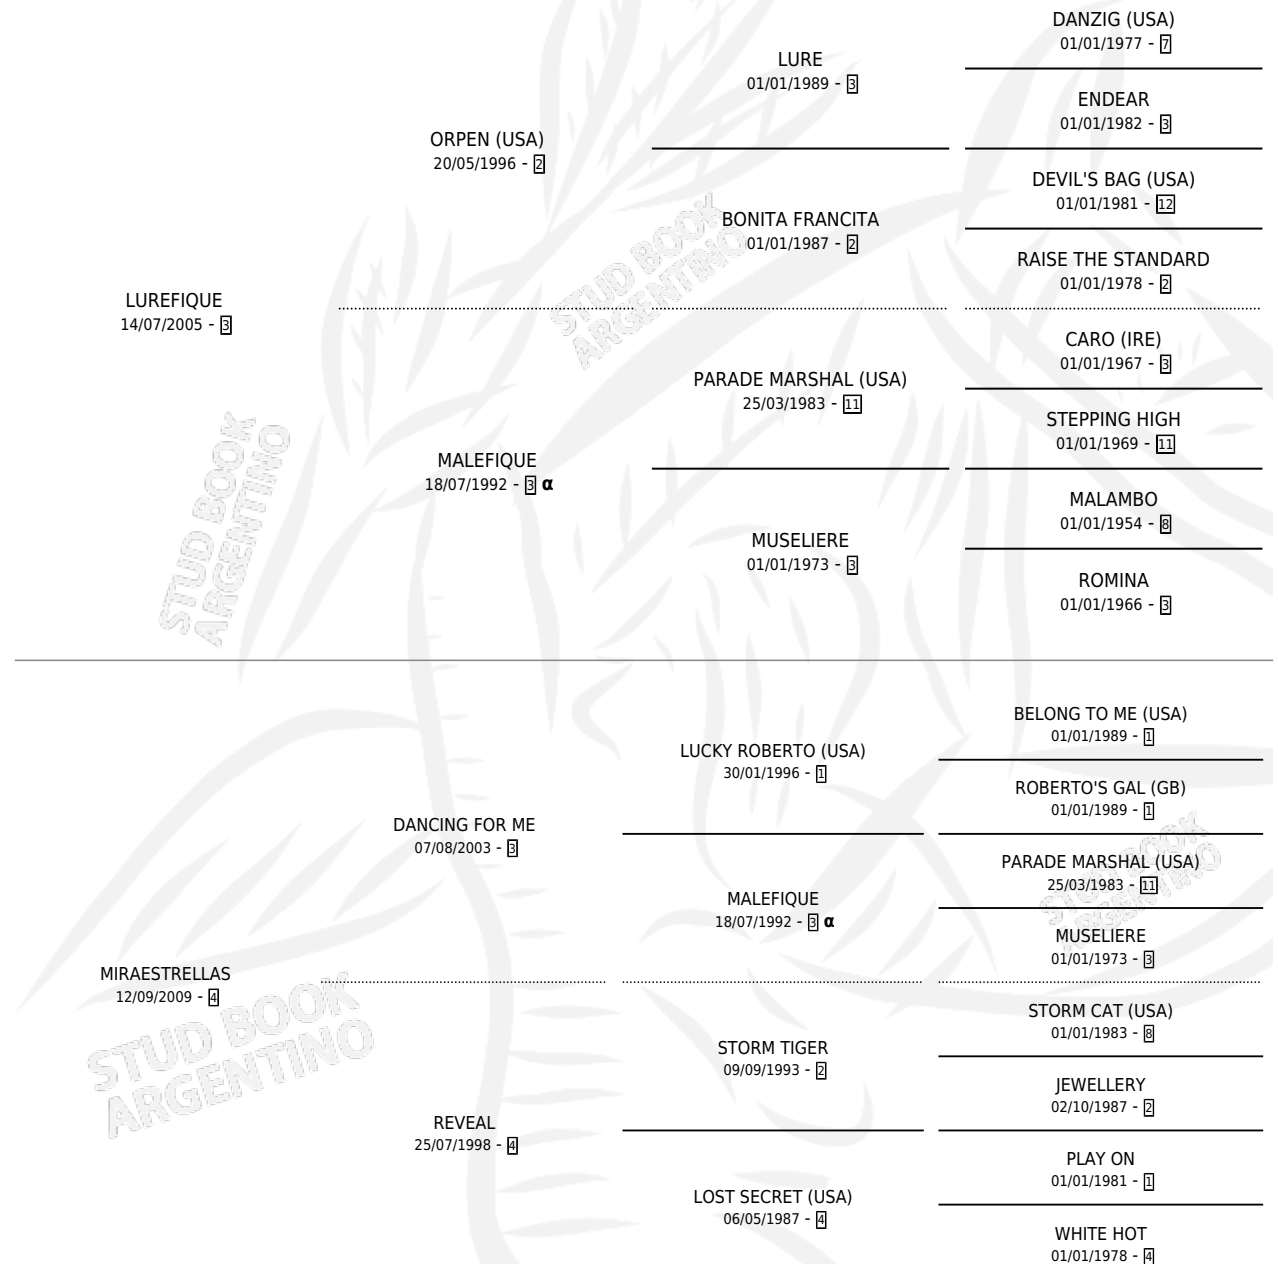 DANZIG (USA)
01/01/1977 - 7
LURE
01/01/1989 - 3
ENDEAR
01/01/1982 - 3
ORPEN (USA)
20/05/1996 - 2
DEVIL'S BAG (USA)
01/01/1981 - 12
BONITA FRANCITA
01/01/1987 - 2
RAISE THE STANDARD
01/01/1978 - 2
LUREFIQUE
14/07/2005 - 3
CARO (IRE)
01/01/1967 - 3
PARADE MARSHAL (USA)
25/03/1983 - 11
STEPPING HIGH
01/01/1969 - 11
MALEFIQUE
18/07/1992 - 3 α
MALAMBO
01/01/1954 - 8
MUSELIERE
01/01/1973 - 3
ROMINA
01/01/1966 - 3
STUD BOOK
ARGENTINO
STUD BOOK
ARGENTINO
BELONG TO ME (USA)
01/01/1989 - 1
LUCKY ROBERTO (USA)
30/01/1996 - 1
ROBERTO'S GAL (GB)
01/01/1989 - 1
DANCING FOR ME
07/08/2003 - 3
PARADE MARSHAL (USA)
25/03/1983 - 11
MALEFIQUE
18/07/1992 - 3 α
MUSELIERE
01/01/1973 - 3
MIRAESTRELLAS
12/09/2009 - 4
STORM CAT (USA)
01/01/1983 - 8
STORM TIGER
09/09/1993 - 2
JEWELLERY
02/10/1987 - 2
REVEAL
25/07/1998 - 4
PLAY ON
01/01/1981 - 1
LOST SECRET (USA)
06/05/1987 - 4
WHITE HOT
01/01/1978 - 4
STUD BOOK
ARGENTINO
STUD BOOK
ARGENTINO